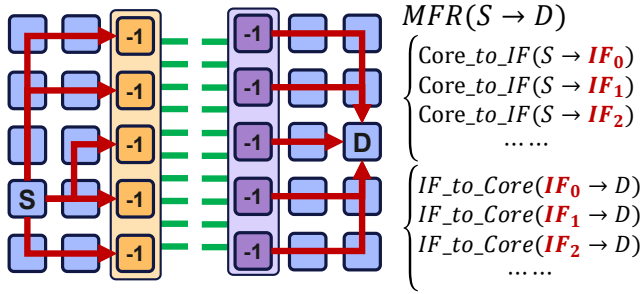 -1 -1
-1 -1
-1 -1 D
S -1 -1
-1 -1
MFR(S → D)
Core_to_IF(S → IF₀)
Core_to_IF(S → IF₁)
Core_to_IF(S → IF₂)
... ...
IF_to_Core(IF₀ → D)
IF_to_Core(IF₁ → D)
IF_to_Core(IF₂ → D)
... ...